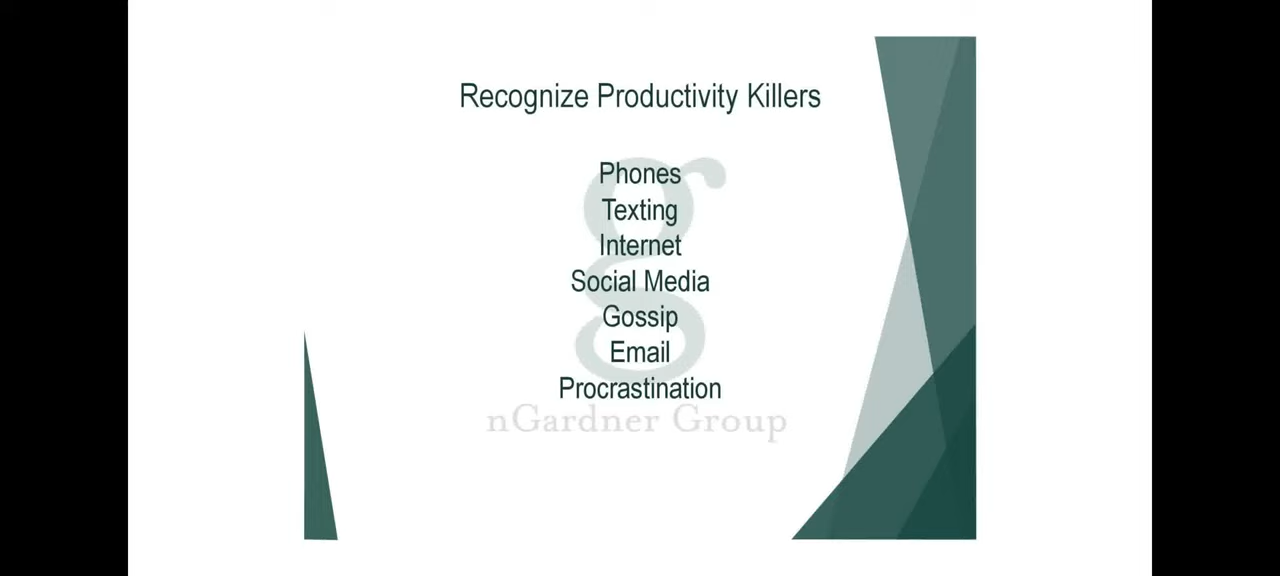 Recognize Productivity Killers
Phones
Texting
Internet
Social Media
Gossip
Email
Procrastination
nGardner Group